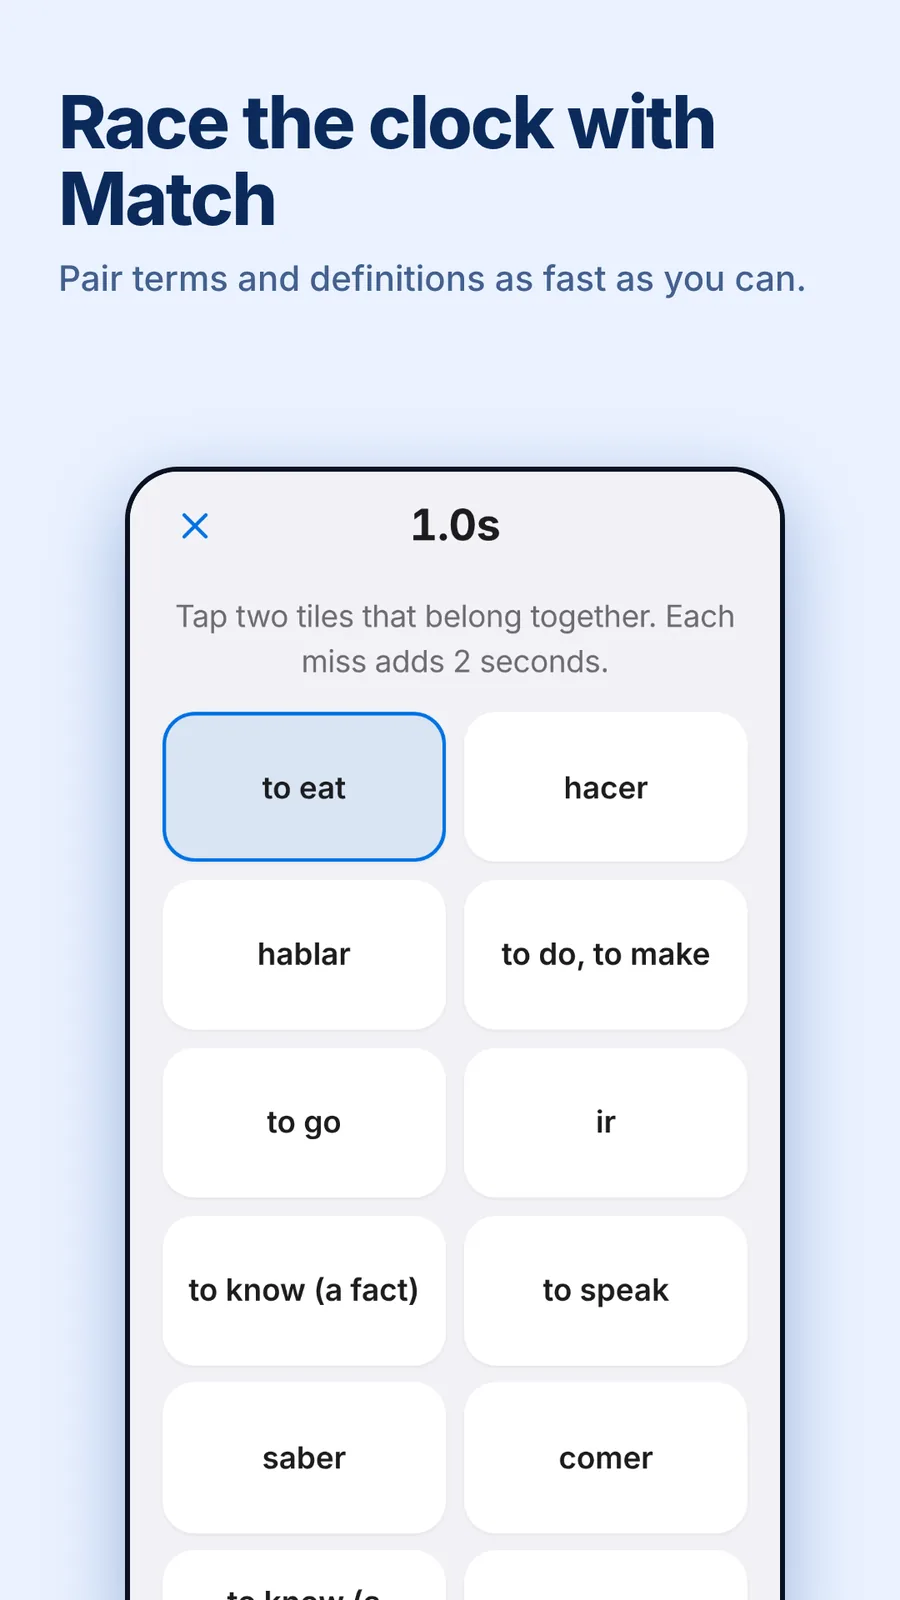 Race the clock with
Match
Pair terms and definitions as fast as you can.
1.0s
Tap two tiles that belong together. Each
miss adds 2 seconds.
to eat
hacer
hablar
to do, to make
to go
ir
to know (a fact)
to speak
saber
comer
to know (a